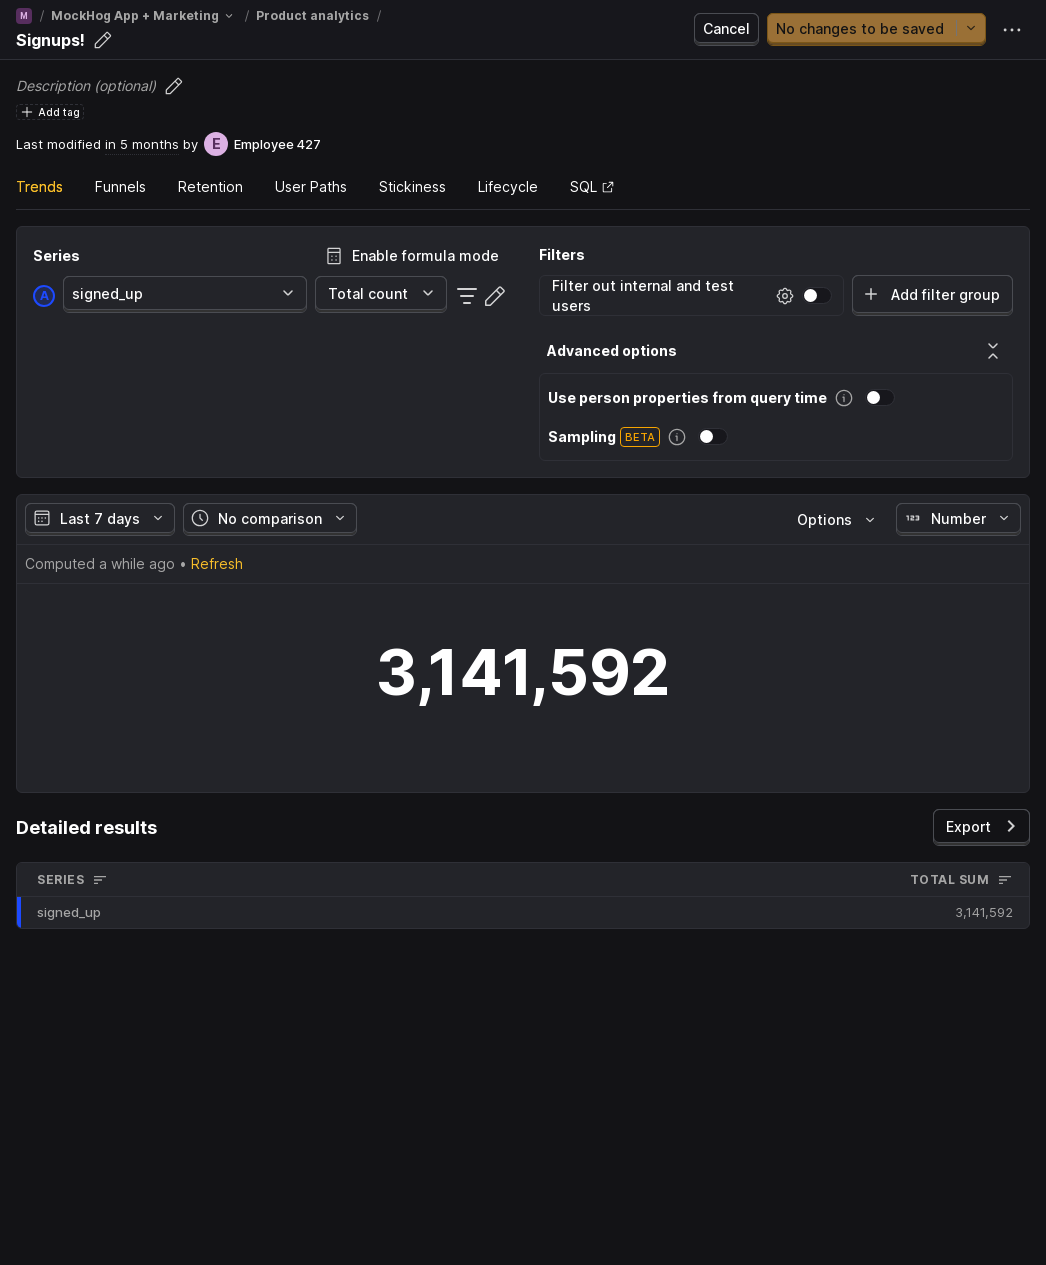 M / MockHog App + Marketing / Product analytics /
Signups!
Cancel
No changes to be saved
Description (optional)
Add tag
Last modified in 5 months by E Employee 427
Trends Funnels Retention User Paths Stickiness Lifecycle SQL
Series
Enable formula mode
A signed_up
Total count
Filters
Filter out internal and test
users
Add filter group
Advanced options
Use person properties from query time
Sampling BETA
Last 7 days
No comparison
Options
123 Number
Computed a while ago • Refresh
3,141,592
Detailed results
Export
SERIES TOTAL SUM
signed_up 3,141,592